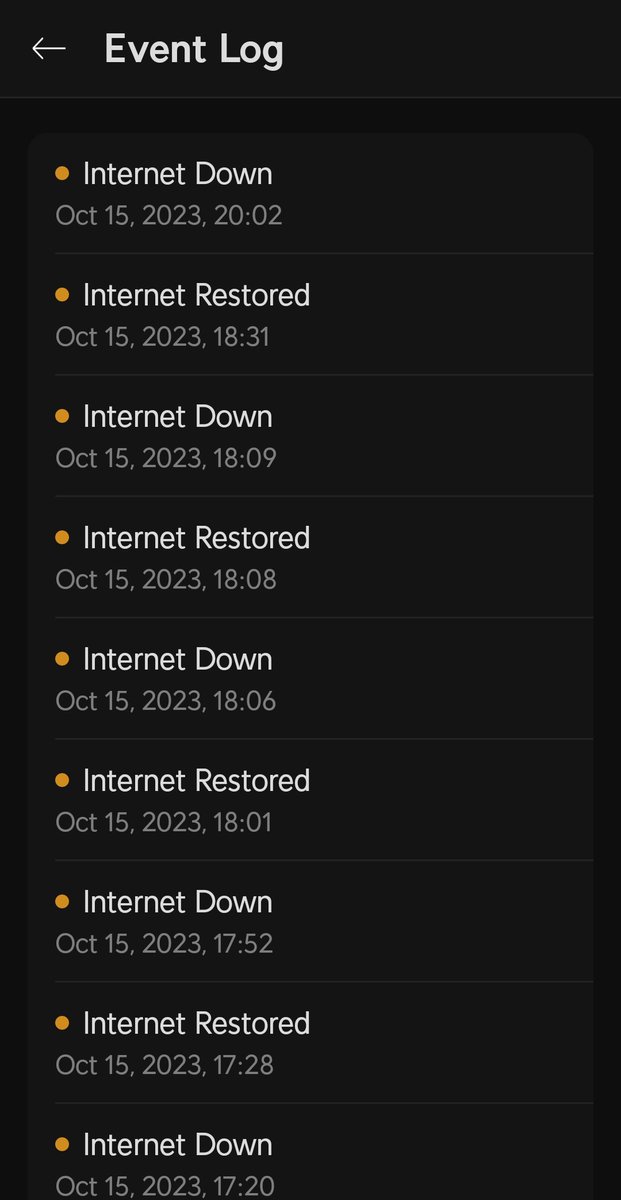 Event Log
Internet Down
Oct 15, 2023, 20:02
Internet Restored
Oct 15, 2023, 18:31
Internet Down
Oct 15, 2023, 18:09
Internet Restored
Oct 15, 2023, 18:08
Internet Down
Oct 15, 2023, 18:06
Internet Restored
Oct 15, 2023, 18:01
Internet Down
Oct 15, 2023, 17:52
Internet Restored
Oct 15, 2023, 17:28
Internet Down
Oct 15, 2023, 17:20